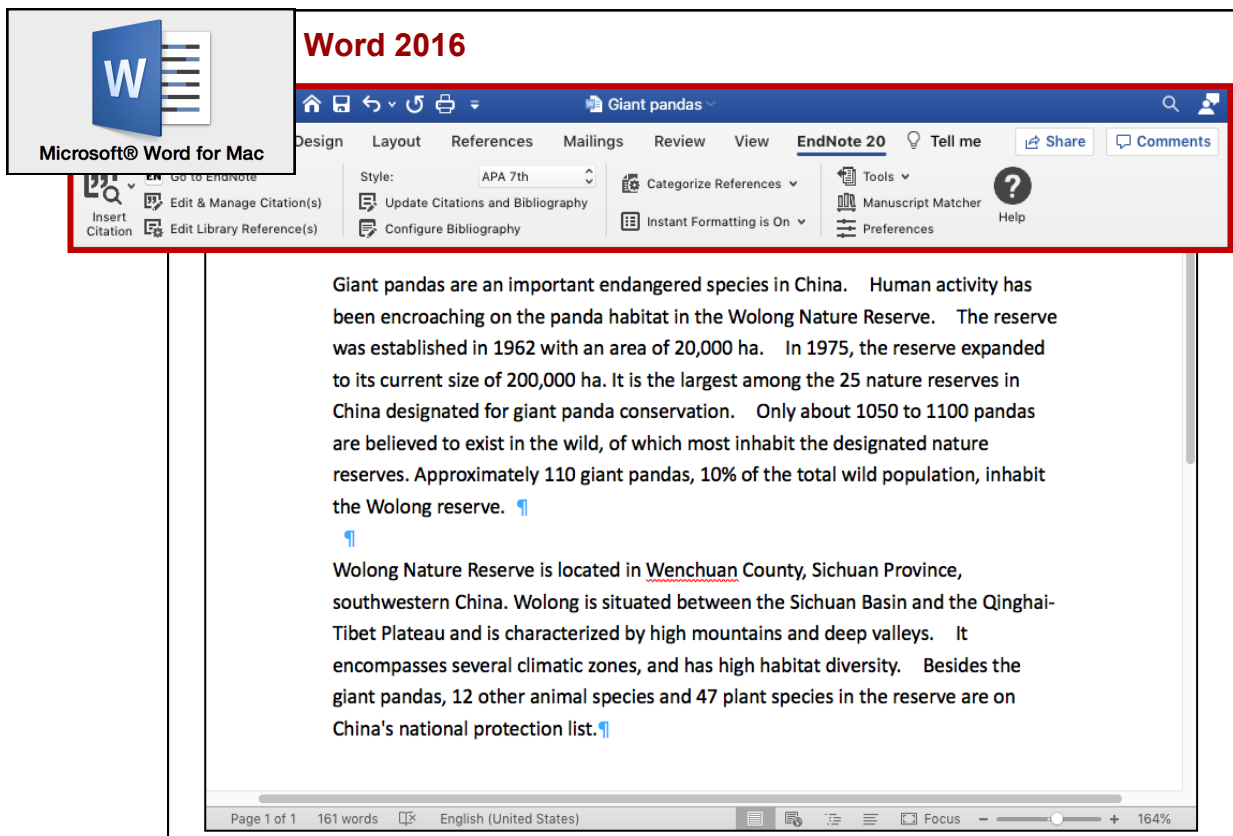 Word 2016
W
Microsoft® Word for Mac
Giant pandas
Design Layout References Mailings Review View EndNote 20 Tell me Share Comments
EN Go to EndNote Style: APA 7th Categorize References Tools
Edit & Manage Citation(s) Update Citations and Bibliography Manuscript Matcher
Insert Citation Edit Library Reference(s) Configure Bibliography Instant Formatting is On Preferences Help
Giant pandas are an important endangered species in China. Human activity has
been encroaching on the panda habitat in the Wolong Nature Reserve. The reserve
was established in 1962 with an area of 20,000 ha. In 1975, the reserve expanded
to its current size of 200,000 ha. It is the largest among the 25 nature reserves in
China designated for giant panda conservation. Only about 1050 to 1100 pandas
are believed to exist in the wild, of which most inhabit the designated nature
reserves. Approximately 110 giant pandas, 10% of the total wild population, inhabit
the Wolong reserve. ¶
¶
Wolong Nature Reserve is located in Wenchuan County, Sichuan Province,
southwestern China. Wolong is situated between the Sichuan Basin and the Qinghai-
Tibet Plateau and is characterized by high mountains and deep valleys. It
encompasses several climatic zones, and has high habitat diversity. Besides the
giant pandas, 12 other animal species and 47 plant species in the reserve are on
China's national protection list.¶
Page 1 of 1 161 words English (United States) Focus 164%